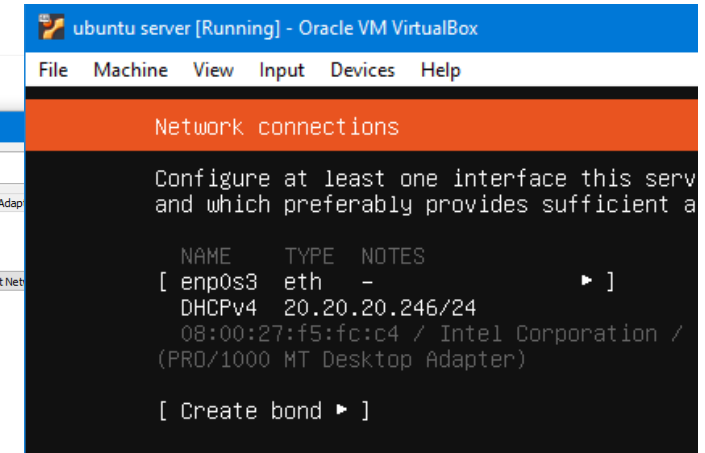 ubuntu server [Running] - Oracle VM VirtualBox
File Machine View Input Devices Help
Network connections
Configure at least one interface this serv
and which preferably provides sufficient a
NAME TYPE NOTES
[ enp0s3 eth - ▸ ]
DHCPv4 20.20.20.246/24
08:00:27:f5:fc:c4 / Intel Corporation /
(PRO/1000 MT Desktop Adapter)
[ Create bond ▸ ]
Adap
t Net